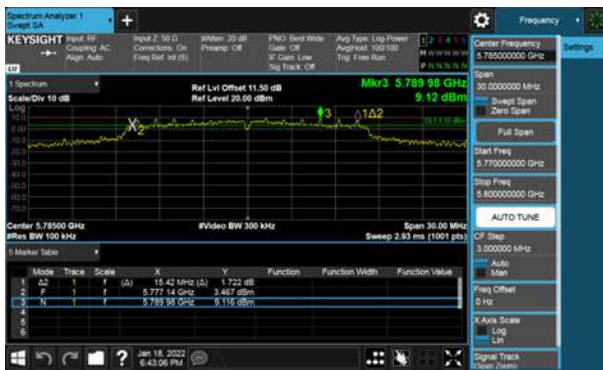 Spectrum Analyzer 1
Swept SA
Frequency
KEYSIGHT
Input: RF
Coupling: AC
Align: Auto
Input Z: 50 Ω
Corrections: On
Freq Ref: Int (S)
#Atten: 20 dB
Preamp: Off
PNO: Best Wide
Gate: Off
IF Gain: Low
Sig Track: Off
Avg Type: Log-Power
Avg|Hold: 100/100
Trig: Free Run
Center Frequency
5.785000000 GHz
Settings
Span
30.0000000 MHz
Swept Span
Zero Span
Full Span
Start Freq
5.770000000 GHz
Stop Freq
5.800000000 GHz
AUTO TUNE
CF Step
3.000000 MHz
Auto
Man
Freq Offset
0 Hz
X Axis Scale
Log
Lin
Signal Track
(Span Zoom)
LXI
1 Spectrum
Scale/Div 10 dB
Ref Lvl Offset 11.50 dB
Ref Level 20.00 dBm
Mkr3 5.789 98 GHz
9.12 dBm
Log
10.0
0.00
2
3
1Δ2
Center 5.78500 GHz
#Res BW 100 kHz
#Video BW 300 kHz
Span 30.00 MHz
Sweep 2.93 ms (1001 pts)
5 Marker Table
Mode Trace Scale X Y Function Function Width Function Value
1 Δ2 1 f (Δ) 15.42 MHz (Δ) 1.722 dB
2 F 1 f 5.777 14 GHz 3.467 dBm
3 N 1 f 5.789 98 GHz 9.116 dBm
4
5
6
?
Jan 18, 2022
6:43:06 PM